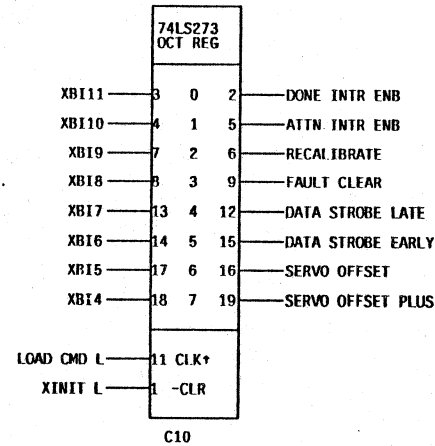 74LS273
OCT REG
XBI11 3 0 2 DONE INTR ENB
XBI10 4 1 5 ATTN INTR ENB
XBI9 7 2 6 RECALIBRATE
XBI8 8 3 9 FAULT CLEAR
XBI7 13 4 12 DATA STROBE LATE
XBI6 14 5 15 DATA STROBE EARLY
XBI5 17 6 16 SERVO OFFSET
XBI4 18 7 19 SERVO OFFSET PLUS
LOAD CMD L 11 CLK↑
XINIT L 1 -CLR
C10